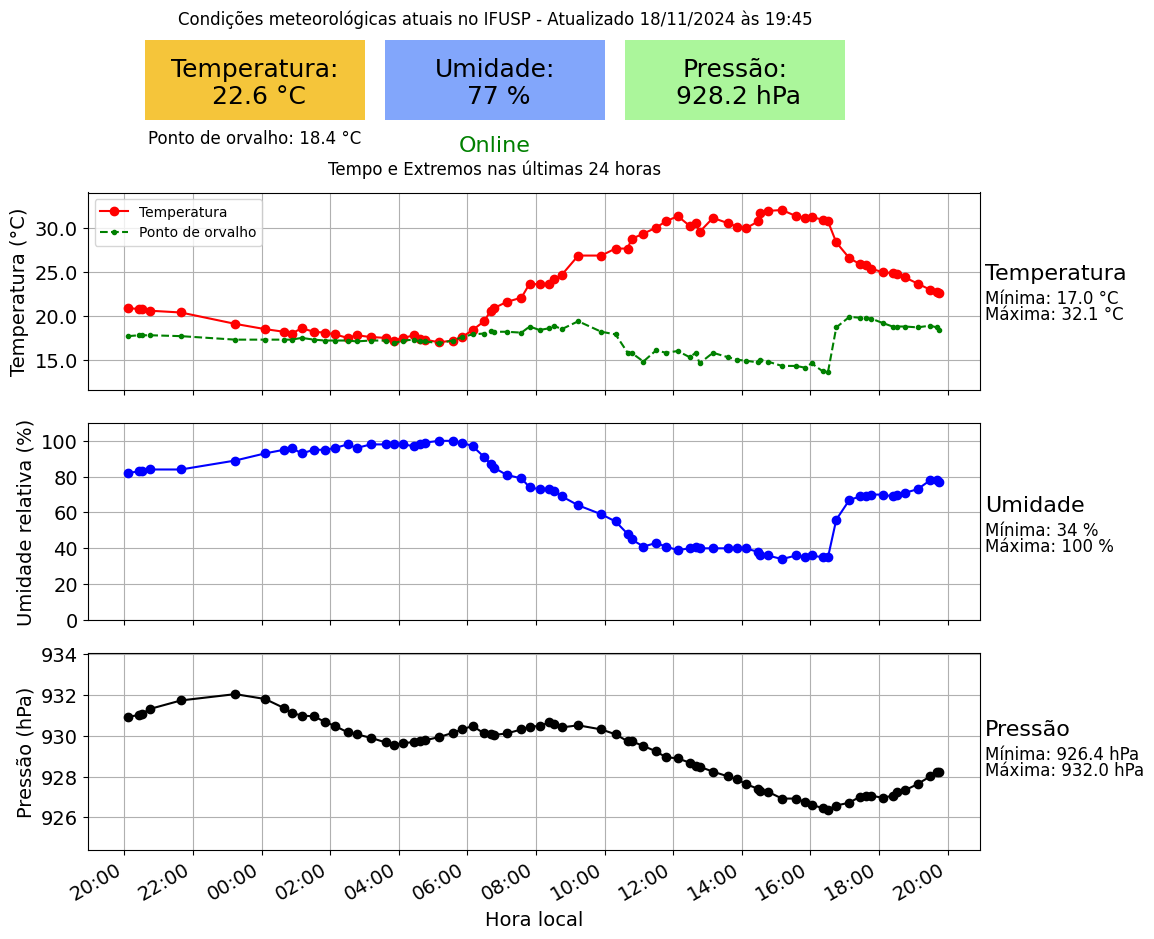 Condições meteorológicas atuais no IFUSP - Atualizado 18/11/2024 às 19:45
Temperatura:
22.6 °C
Umidade:
77 %
Pressão:
928.2 hPa
Ponto de orvalho: 18.4 °C
Online
Tempo e Extremos nas últimas 24 horas
Temperatura
Ponto de orvalho
Temperatura (°C)
30.0
25.0
20.0
15.0
Temperatura
Mínima: 17.0 °C
Máxima: 32.1 °C
Umidade relativa (%)
100
80
60
40
20
0
Umidade
Mínima: 34 %
Máxima: 100 %
Pressão (hPa)
934
932
930
928
926
Pressão
Mínima: 926.4 hPa
Máxima: 932.0 hPa
20:00 22:00 00:00 02:00 04:00 06:00 08:00 10:00 12:00 14:00 16:00 18:00 20:00
Hora local